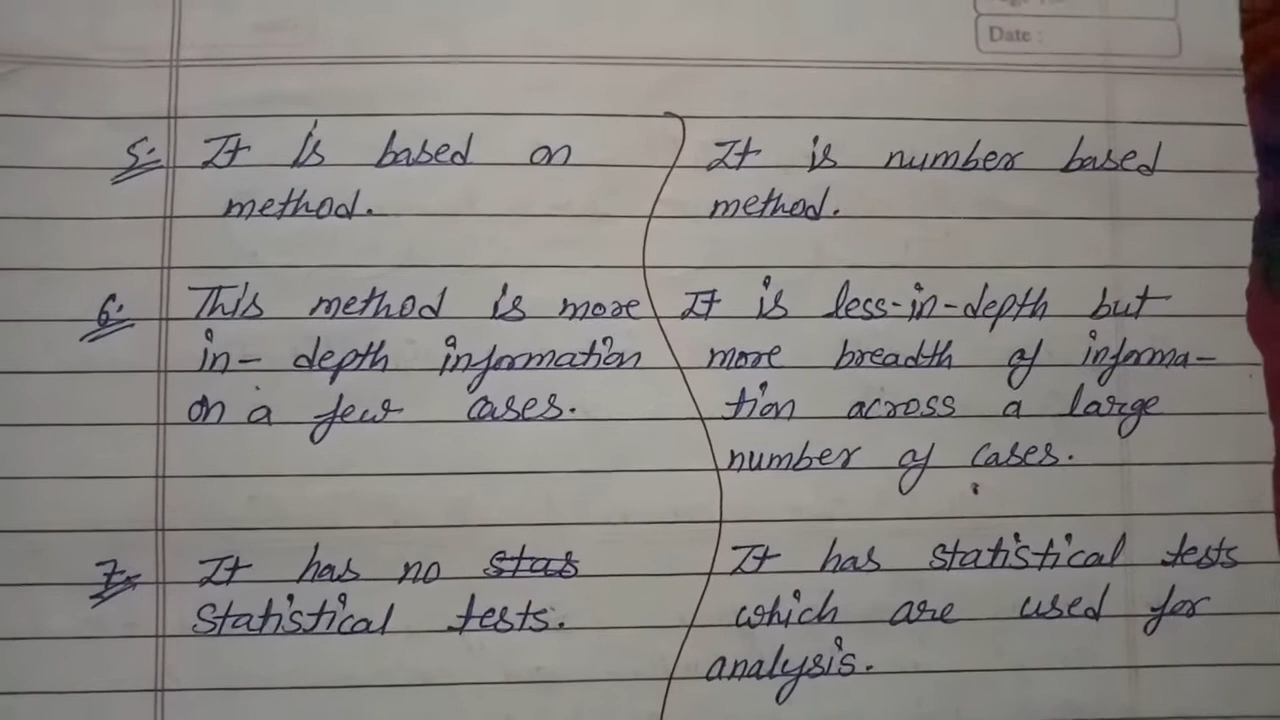 Date :
5. It is based on
method.
It is number based
method.
6. This method is more
in- depth information
on a few cases.
It is less-in-depth but
more breadth of informa-
tion across a large
number of cases.
7. It has no stas
statistical tests.
It has statistical tests
which are used for
analysis.